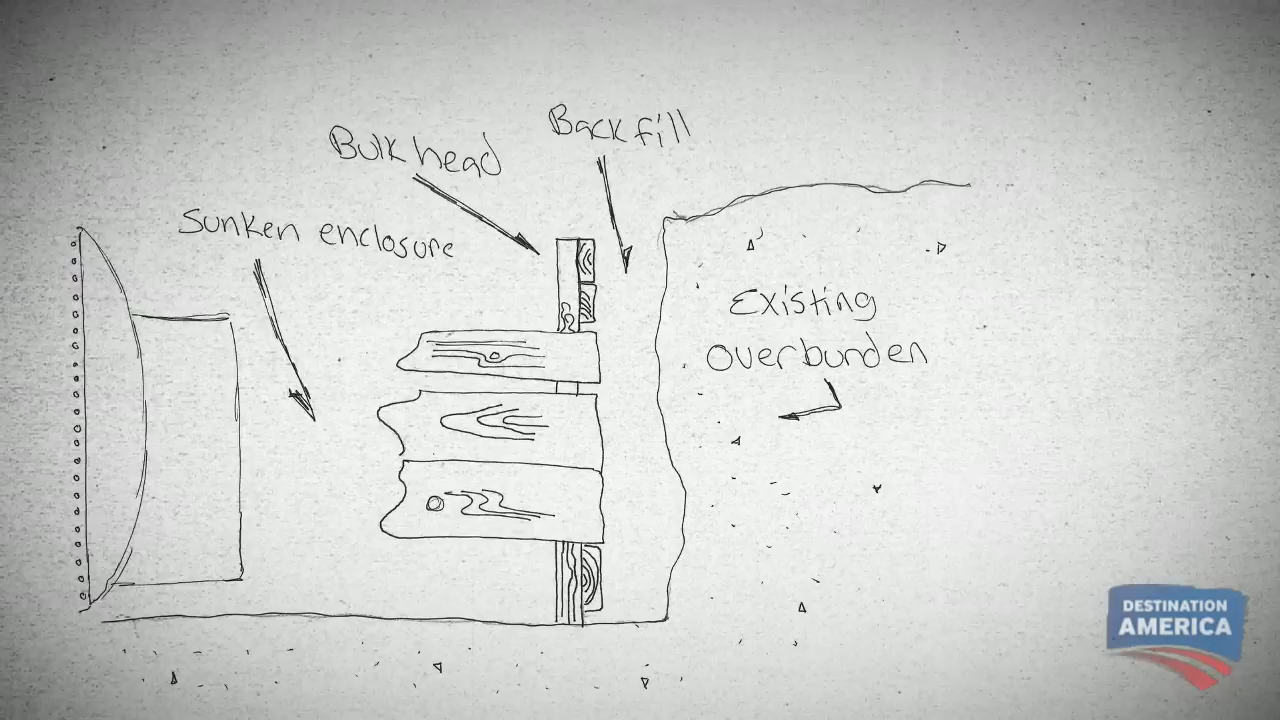 Back fill
Bulk head
Sunken enclosure
Existing
overburden
DESTINATION
AMERICA